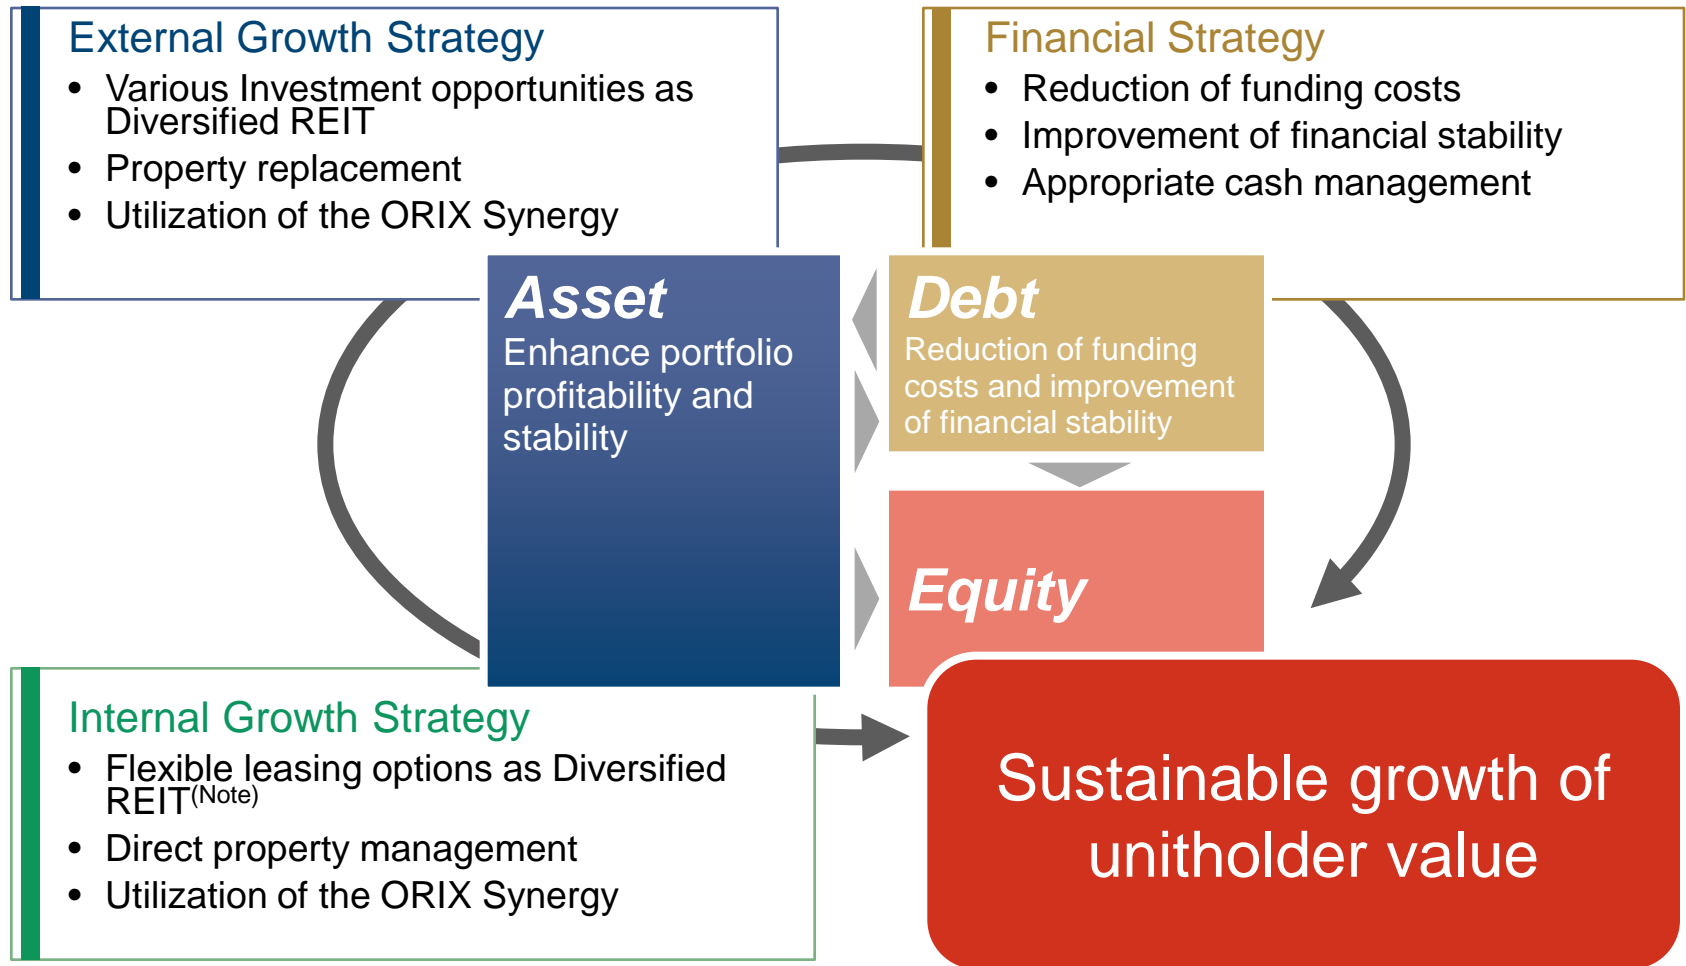 External Growth Strategy
• Various Investment opportunities as
Diversified REIT
• Property replacement
• Utilization of the ORIX Synergy
Financial Strategy
• Reduction of funding costs
• Improvement of financial stability
• Appropriate cash management
Asset
Enhance portfolio
profitability and
stability
Debt
Reduction of funding
costs and improvement
of financial stability
Equity
Internal Growth Strategy
• Flexible leasing options as Diversified
REIT(Note)
• Direct property management
• Utilization of the ORIX Synergy
Sustainable growth of
unitholder value